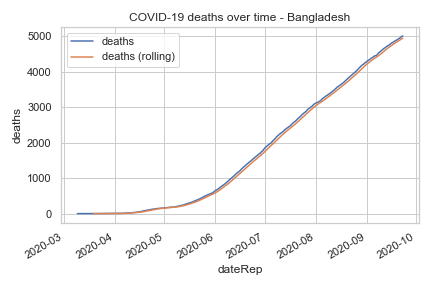 COVID-19 deaths over time - Bangladesh
deaths
deaths (rolling)
deaths
5000
4000
3000
2000
1000
0
2020-03
2020-04
2020-05
2020-06
2020-07
2020-08
2020-09
2020-10
dateRep